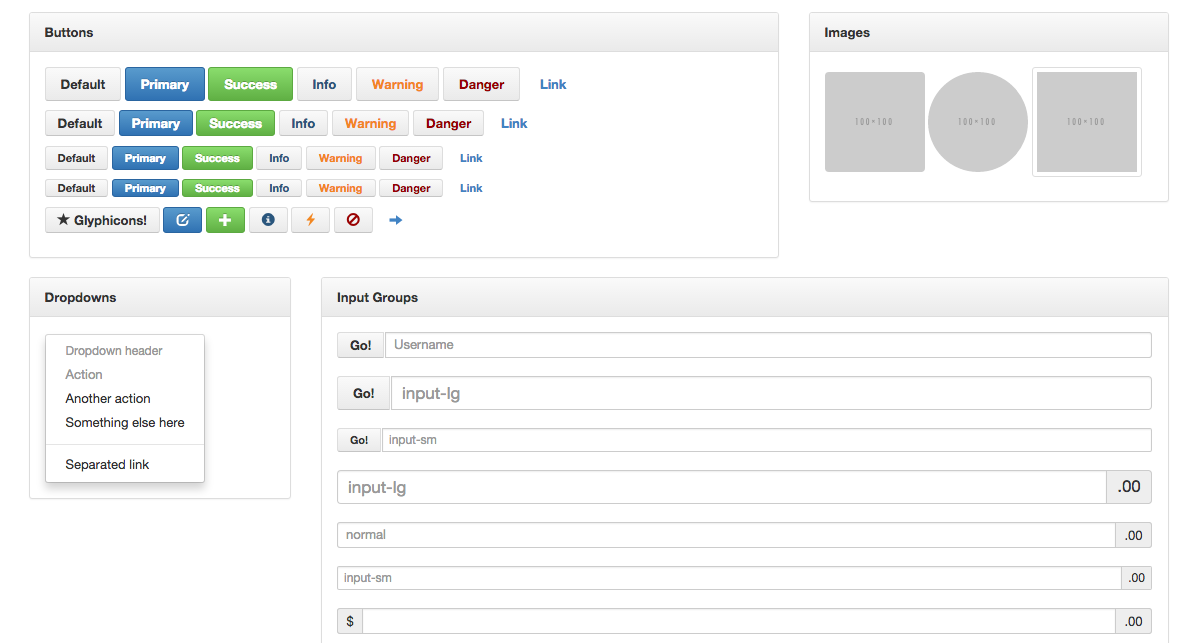 Buttons
Default Primary Success Info Warning Danger Link
Default Primary Success Info Warning Danger Link
Default Primary Success Info Warning Danger Link
Default Primary Success Info Warning Danger Link
★ Glyphicons!
Images
100×100 100×100 100×100
Dropdowns
Dropdown header
Action
Another action
Something else here
Separated link
Input Groups
Go! Username
Go! input-lg
Go! input-sm
input-lg .00
normal .00
input-sm .00
$ .00